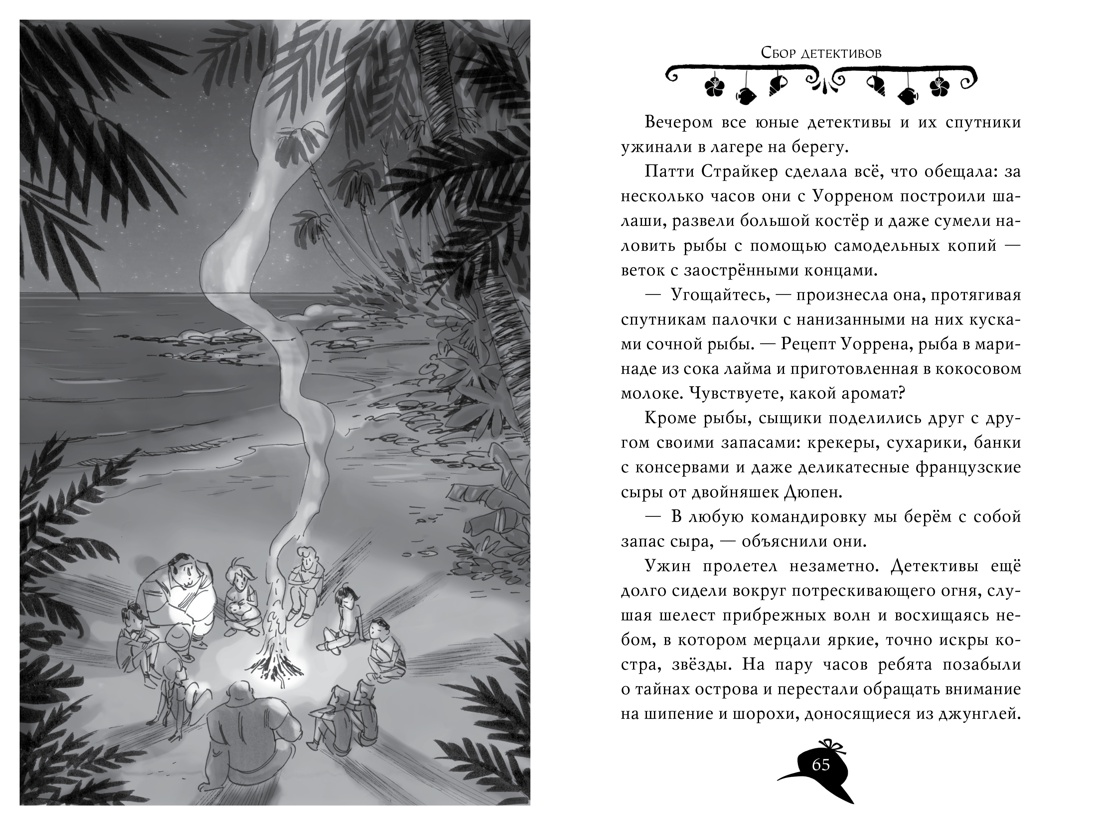 Сбор детективов
Вечером все юные детективы и их спутники
ужинали в лагере на берегу.
Патти Страйкер сделала всё, что обещала: за
несколько часов они с Уорреном построили ша-
лаши, развели большой костёр и даже сумели на-
ловить рыбы с помощью самодельных копий —
веток с заострёнными концами.
— Угощайтесь, — произнесла она, протягивая
спутникам палочки с нанизанными на них куска-
ми сочной рыбы. — Рецепт Уоррена, рыба в мари-
наде из сока лайма и приготовленная в кокосовом
молоке. Чувствуете, какой аромат?
Кроме рыбы, сыщики поделились друг с дру-
гом своими запасами: крекеры, сухарики, банки
с консервами и даже деликатесные французские
сыры от двойняшек Дюпен.
— В любую командировку мы берём с собой
запас сыра, — объяснили они.
Ужин пролетел незаметно. Детективы ещё
долго сидели вокруг потрескивающего огня, слу-
шая шелест прибрежных волн и восхищаясь не-
бом, в котором мерцали яркие, точно искры ко-
стра, звёзды. На пару часов ребята позабыли
о тайнах острова и перестали обращать внимание
на шипение и шорохи, доносящиеся из джунглей.
65